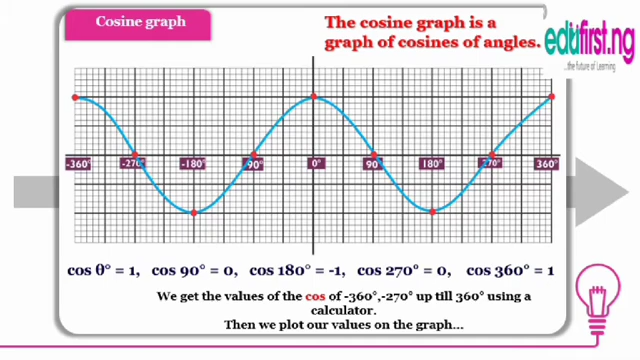 Cosine graph
The cosine graph is a
graph of cosines of angles.
edufirst.ng
...the future of Learning
-360° -270° -180° -90° 0° 90° 180° 270° 360°
cos θ° = 1, cos 90° = 0, cos 180° = -1, cos 270° = 0, cos 360° = 1
We get the values of the cos of -360°,-270° up till 360° using a
calculator.
Then we plot our values on the graph...